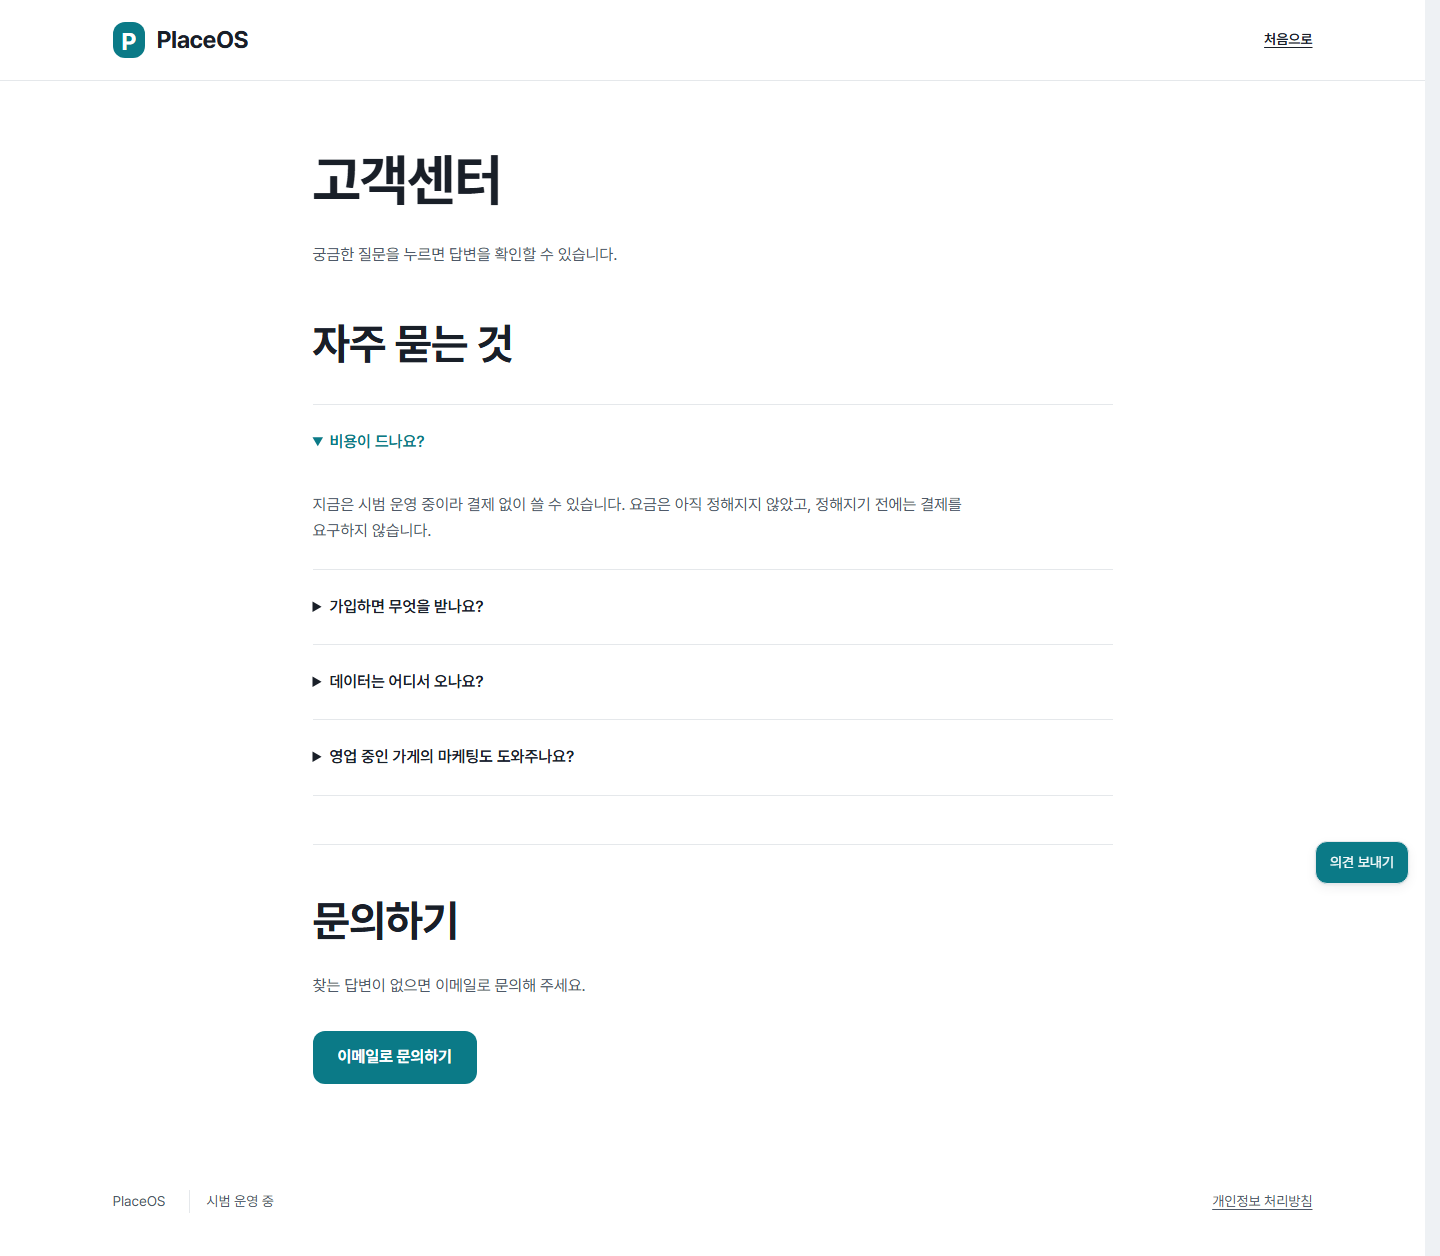 P PlaceOS
처음으로
고객센터
궁금한 질문을 누르면 답변을 확인할 수 있습니다.
자주 묻는 것
▼ 비용이 드나요?
지금은 시범 운영 중이라 결제 없이 쓸 수 있습니다. 요금은 아직 정해지지 않았고, 정해지기 전에는 결제를
요구하지 않습니다.
▶ 가입하면 무엇을 받나요?
▶ 데이터는 어디서 오나요?
▶ 영업 중인 가게의 마케팅도 도와주나요?
의견 보내기
문의하기
찾는 답변이 없으면 이메일로 문의해 주세요.
이메일로 문의하기
PlaceOS
시범 운영 중
개인정보 처리방침